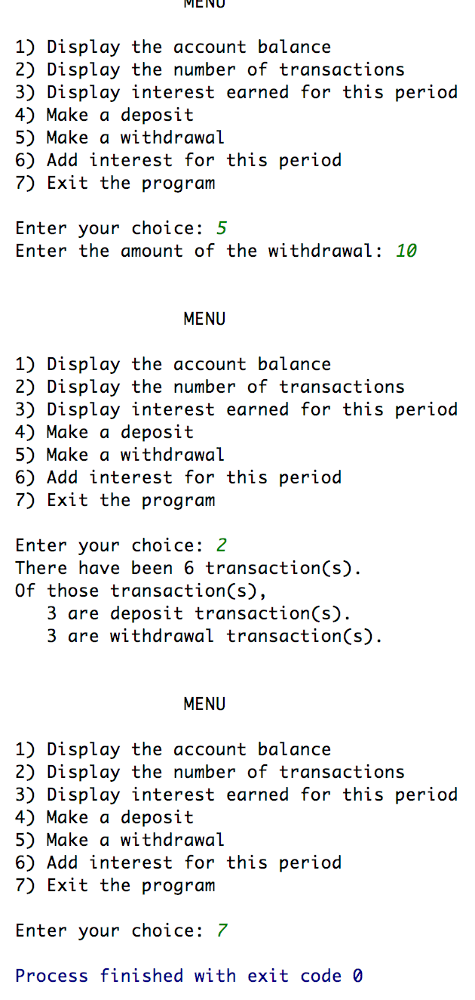 MENU
1) Display the account balance
2) Display the number of transactions
3) Display interest earned for this period
4) Make a deposit
5) Make a withdrawal
6) Add interest for this period
7) Exit the program
Enter your choice: 5
Enter the amount of the withdrawal: 10
MENU
1) Display the account balance
2) Display the number of transactions
3) Display interest earned for this period
4) Make a deposit
5) Make a withdrawal
6) Add interest for this period
7) Exit the program
Enter your choice: 2
There have been 6 transaction(s).
Of those transaction(s),
3 are deposit transaction(s).
3 are withdrawal transaction(s).
MENU
1) Display the account balance
2) Display the number of transactions
3) Display interest earned for this period
4) Make a deposit
5) Make a withdrawal
6) Add interest for this period
7) Exit the program
Enter your choice: 7
Process finished with exit code 0